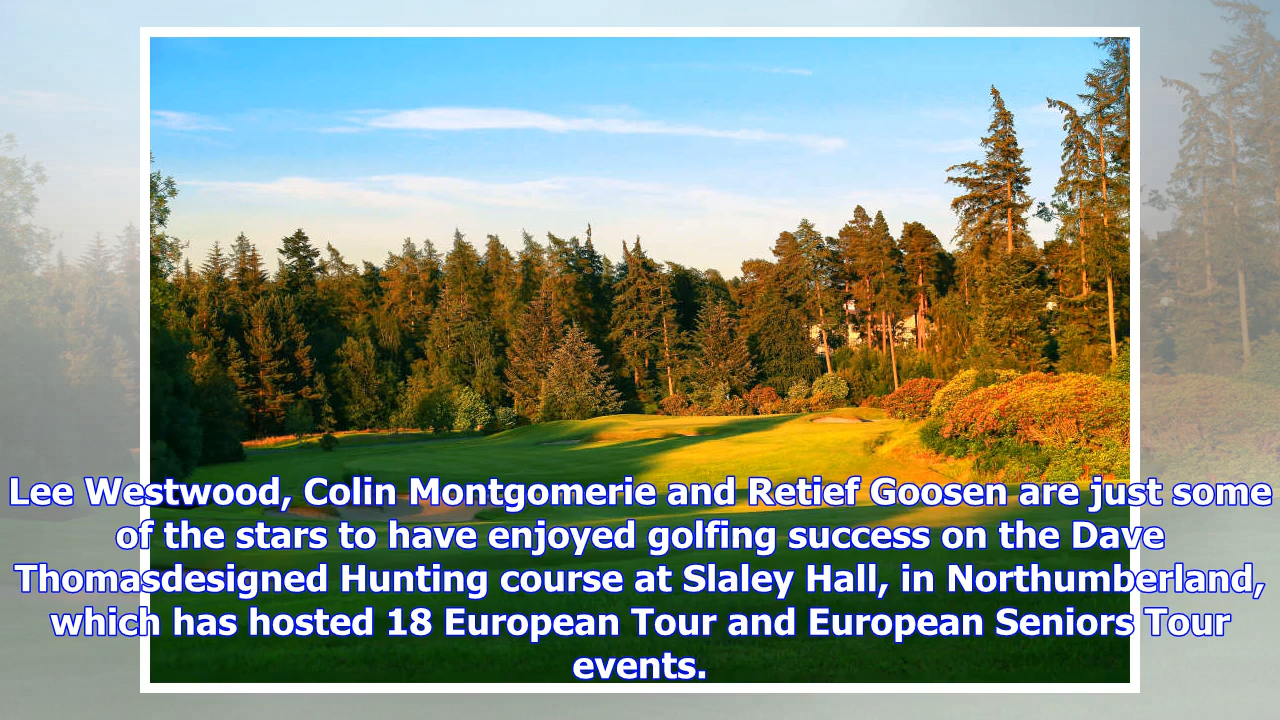 Lee Westwood, Colin Montgomerie and Retief Goosen are just some
of the stars to have enjoyed golfing success on the Dave
Thomasdesigned Hunting course at Slaley Hall, in Northumberland,
which has hosted 18 European Tour and European Seniors Tour
events.